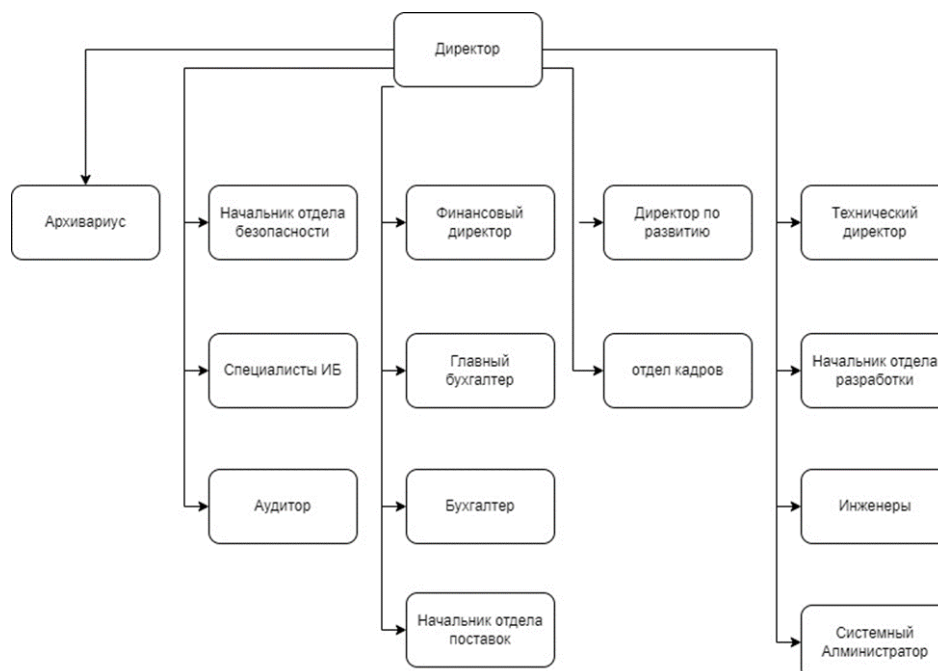 Директор
Архивариус
Начальник отдела
безопасности
Финансовый
директор
Директор по
развитию
Технический
директор
Специалисты ИБ
Главный
бухгалтер
отдел кадров
Начальник отдела
разработки
Аудитор
Бухгалтер
Инженеры
Начальник отдела
поставок
Системный
Алминистратор